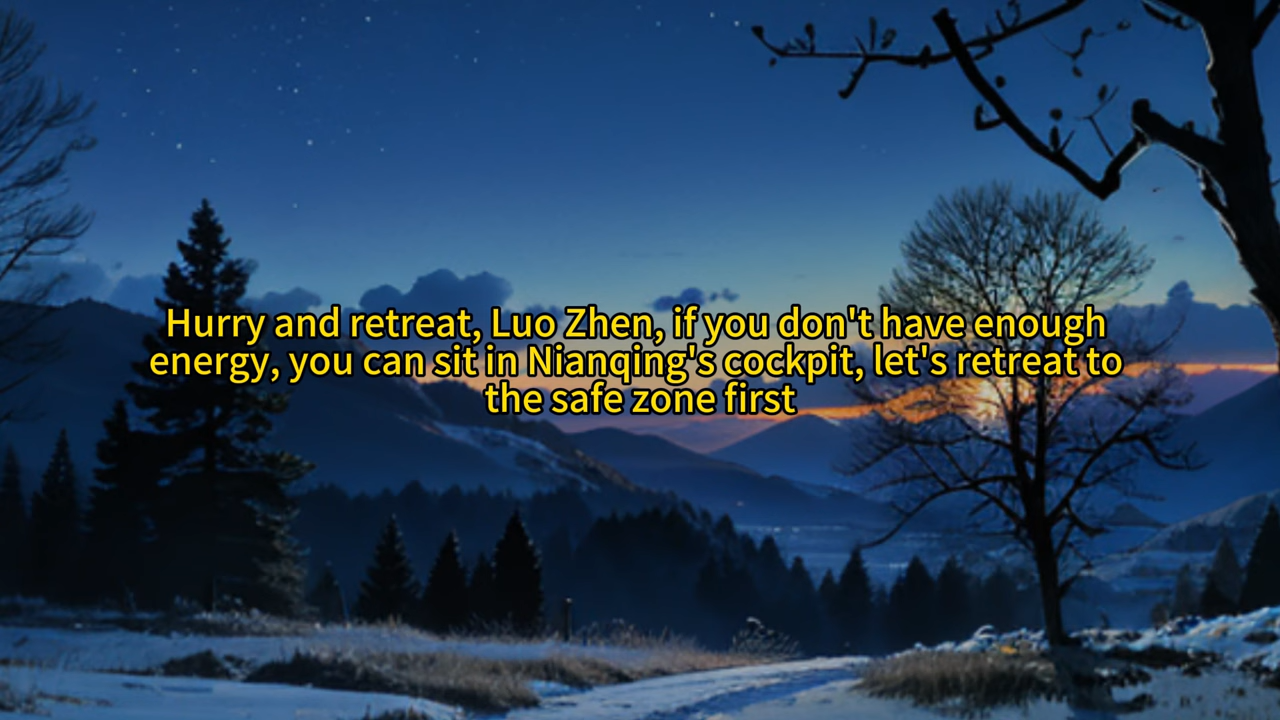 Hurry and retreat, Luo Zhen, if you don't have enough
energy, you can sit in Nianqing's cockpit, let's retreat to
the safe zone first